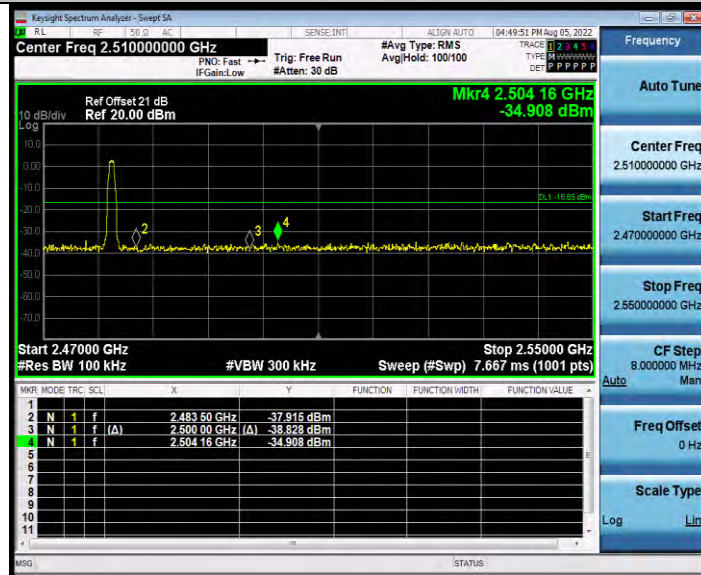 Keysight Spectrum Analyzer - Swept SA
LXI RL RF 50 Ω AC SENSE:INT ALIGN AUTO 04:49:51 PM Aug 05, 2022
Center Freq 2.510000000 GHz #Avg Type: RMS TRACE 1 2 3 4 5 6
PNO: Fast Trig: Free Run Avg|Hold: 100/100 TYPE M W W W W W
IFGain:Low #Atten: 30 dB DET P P P P P P
Frequency
Auto Tune
Center Freq
2.510000000 GHz
Start Freq
2.470000000 GHz
Stop Freq
2.550000000 GHz
CF Step
8.000000 MHz
Auto Man
Freq Offset
0 Hz
Scale Type
Log Lin
Mkr4 2.504 16 GHz
-34.908 dBm
Ref Offset 21 dB
10 dB/div Ref 20.00 dBm
Log
10.0
0.00
-10.0
DL1 -16.65 dBm
-20.0
-30.0
-40.0
-50.0
-60.0
-70.0
2
3
4
Start 2.47000 GHz Stop 2.55000 GHz
#Res BW 100 kHz #VBW 300 kHz Sweep (#Swp) 7.667 ms (1001 pts)
MKR MODE TRC SCL X Y FUNCTION FUNCTION WIDTH FUNCTION VALUE
1
2 N 1 f 2.483 50 GHz -37.915 dBm
3 N 1 f (Δ) 2.500 00 GHz (Δ) -38.828 dBm
4 N 1 f 2.504 16 GHz -34.908 dBm
5
6
7
8
9
10
11
MSG STATUS